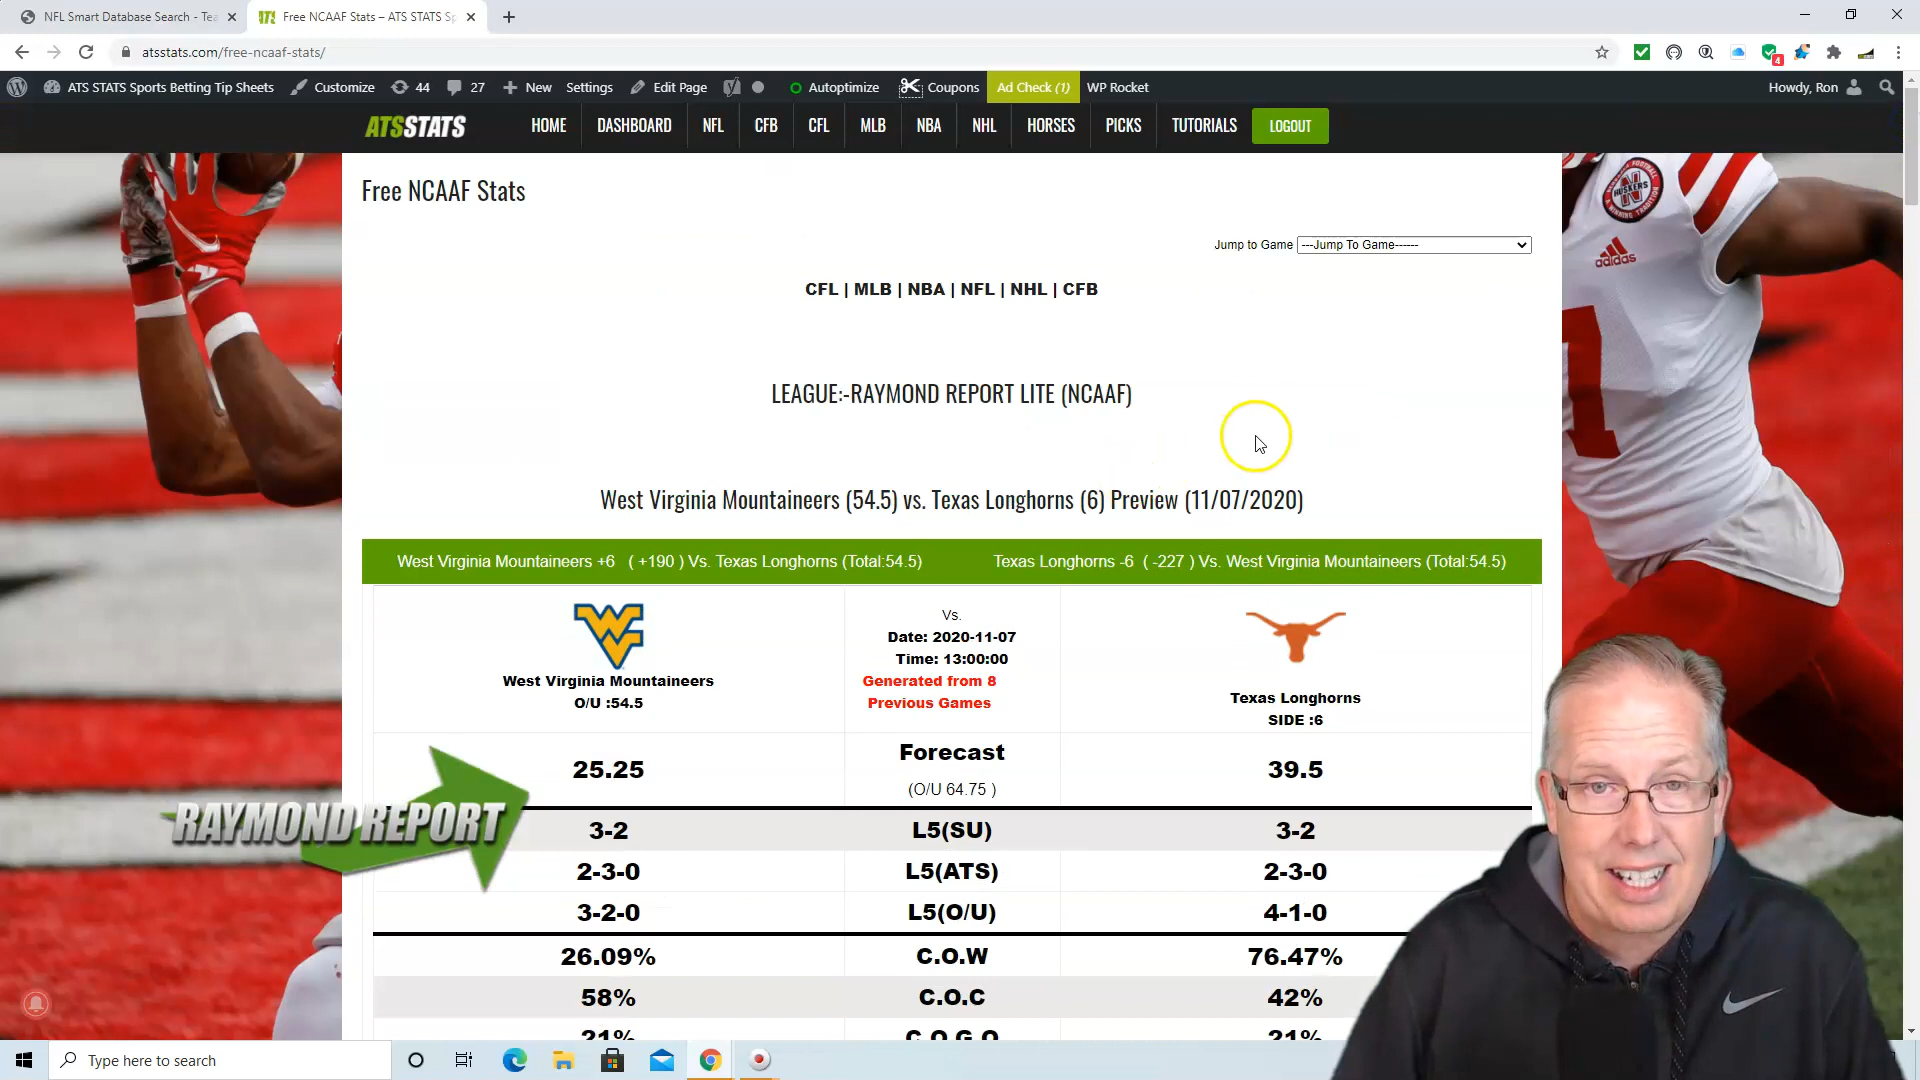 NFL Smart Database Search - Tea
Free NCAAF Stats – ATS STATS Sp
atsstats.com/free-ncaaf-stats/
4
ATS STATS Sports Betting Tip Sheets
Customize
44
27
New
Settings
Edit Page
Autoptimize
Coupons
Ad Check (1)
WP Rocket
Howdy, Ron
ATSSTATS
HOME
DASHBOARD
NFL
CFB
CFL
MLB
NBA
NHL
HORSES
PICKS
TUTORIALS
LOGOUT
Free NCAAF Stats
Jump to Game ---Jump To Game------
CFL | MLB | NBA | NFL | NHL | CFB
LEAGUE:-RAYMOND REPORT LITE (NCAAF)
West Virginia Mountaineers (54.5) vs. Texas Longhorns (6) Preview (11/07/2020)
West Virginia Mountaineers +6 ( +190 ) Vs. Texas Longhorns (Total:54.5)
Texas Longhorns -6 ( -227 ) Vs. West Virginia Mountaineers (Total:54.5)
West Virginia Mountaineers
O/U :54.5
Vs.
Date: 2020-11-07
Time: 13:00:00
Generated from 8
Previous Games
Texas Longhorns
SIDE :6
25.25
Forecast
(O/U 64.75 )
39.5
3-2 L5(SU) 3-2
2-3-0 L5(ATS) 2-3-0
3-2-0 L5(O/U) 4-1-0
26.09% C.O.W 76.47%
58% C.O.C 42%
21% C.O.G.O 21%
RAYMOND REPORT
HUSKERS
A WINNING TRADITION
N
adidas
1
Type here to search